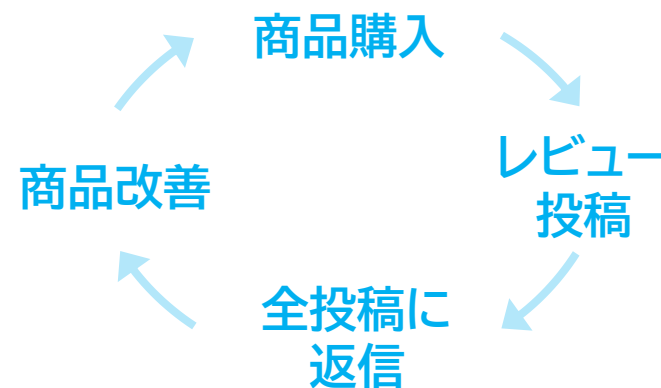 商品購入
レビュー
投稿
全投稿に
返信
商品改善